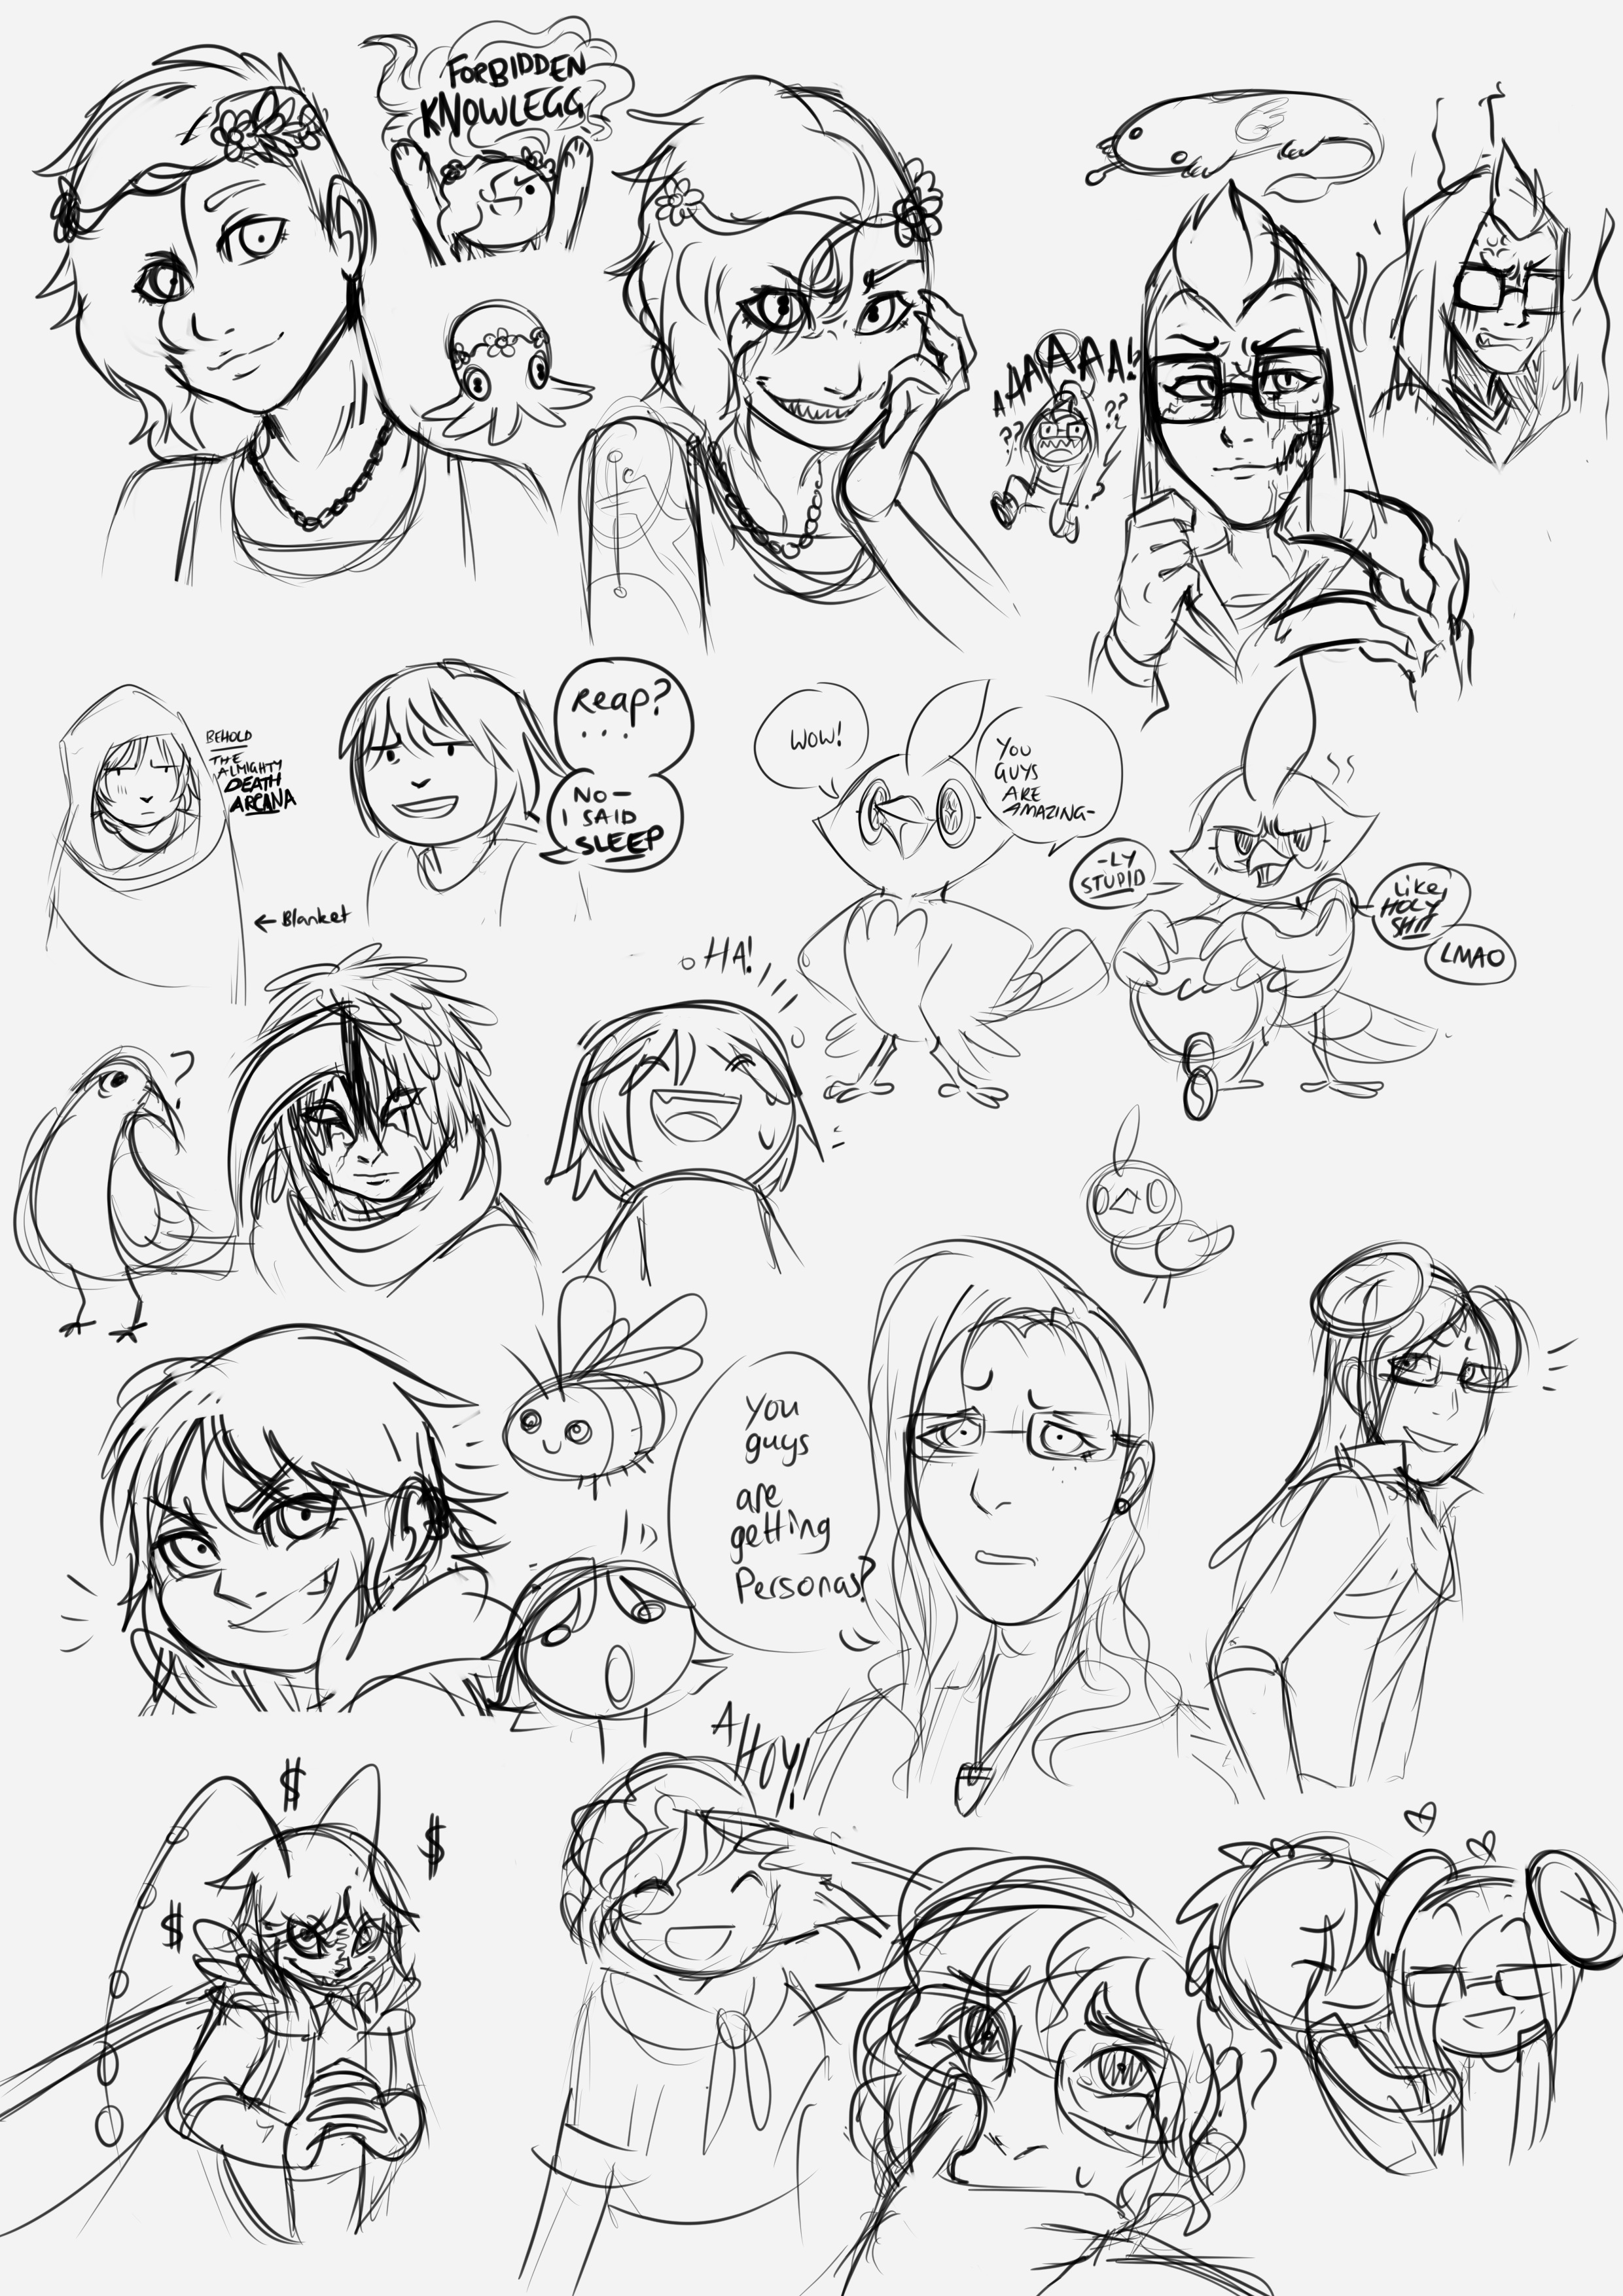 FORBIDDEN
KNOWLEGG
AAAAAA!
??
??
?
BEHOLD
THE
ALMIGHTY
DEATH
ARCANA
← Blanket
Reap?
...
NO—
I SAID
SLEEP
WOW!
YOU
GUYS
ARE
AMAZING-
-LY
STUPID
Like,
HOLY
SHIT
LMAO
HA!
?
You
guys
are
getting
Personas?
AHOY!
$
$
$
?